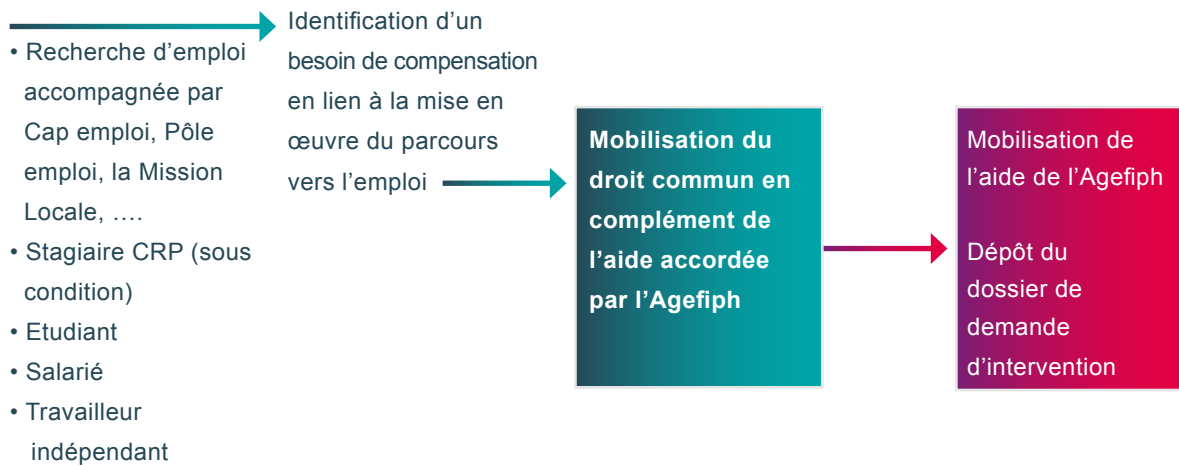 • Recherche d’emploi
accompagnée par
Cap emploi, Pôle
emploi, la Mission
Locale, ….
• Stagiaire CRP (sous
condition)
• Etudiant
• Salarié
• Travailleur
indépendant
Identification d’un
besoin de compensation
en lien à la mise en
œuvre du parcours
vers l’emploi
Mobilisation du
droit commun en
complément de
l’aide accordée
par l’Agefiph
Mobilisation de
l’aide de l’Agefiph
Dépôt du
dossier de
demande
d’intervention